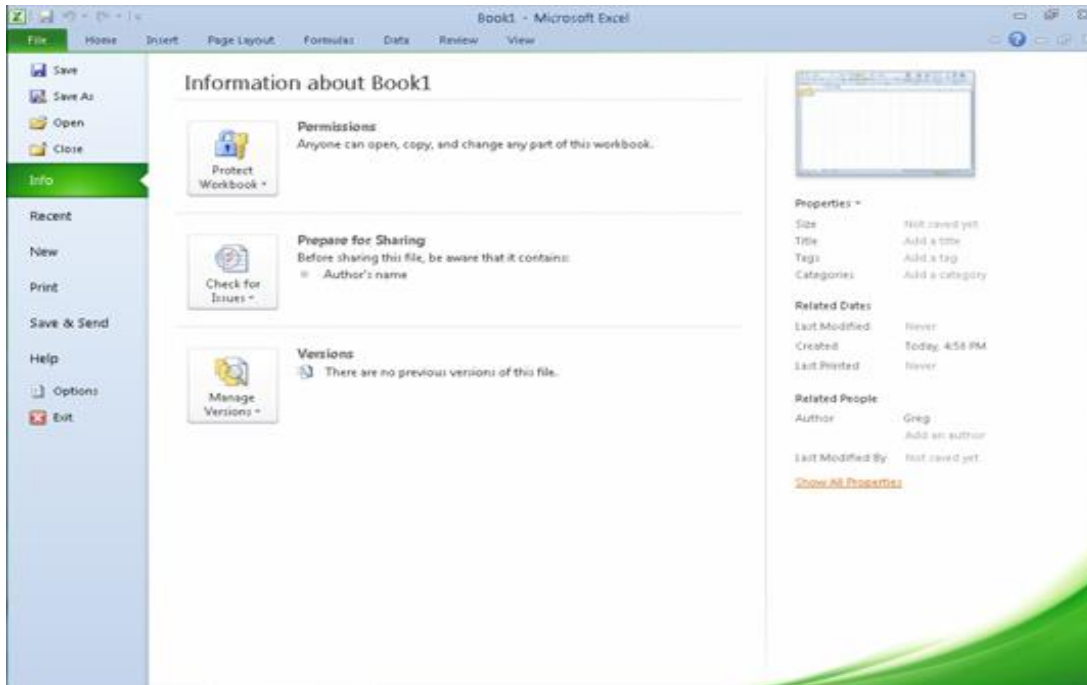 Book1 - Microsoft Excel
File Home Insert Page Layout Formulas Data Review View
Save
Save As
Open
Close
Info
Recent
New
Print
Save & Send
Help
Options
Exit
Information about Book1
Protect
Workbook
Permissions
Anyone can open, copy, and change any part of this workbook.
Check for
Issues
Prepare for Sharing
Before sharing this file, be aware that it contains:
Author's name
Manage
Versions
Versions
There are no previous versions of this file.
Properties
Size Not saved yet
Title Add a title
Tags Add a tag
Categories Add a category
Related Dates
Last Modified Never
Created Today, 4:58 PM
Last Printed Never
Related People
Author Greg
Add an author
Last Modified By Not saved yet
Show All Properties